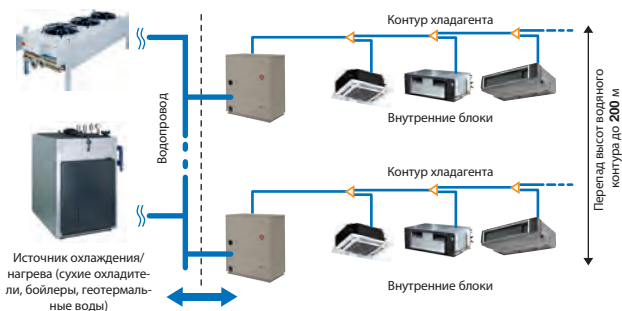 Контур хладагента
Внутренние блоки
Водопровод
Перепад высот водяного
контура до 200 м
Контур хладагента
Внутренние блоки
Источник охлаждения/
нагрева (сухие охладите-
ли, бойлеры, геотермаль-
ные воды)